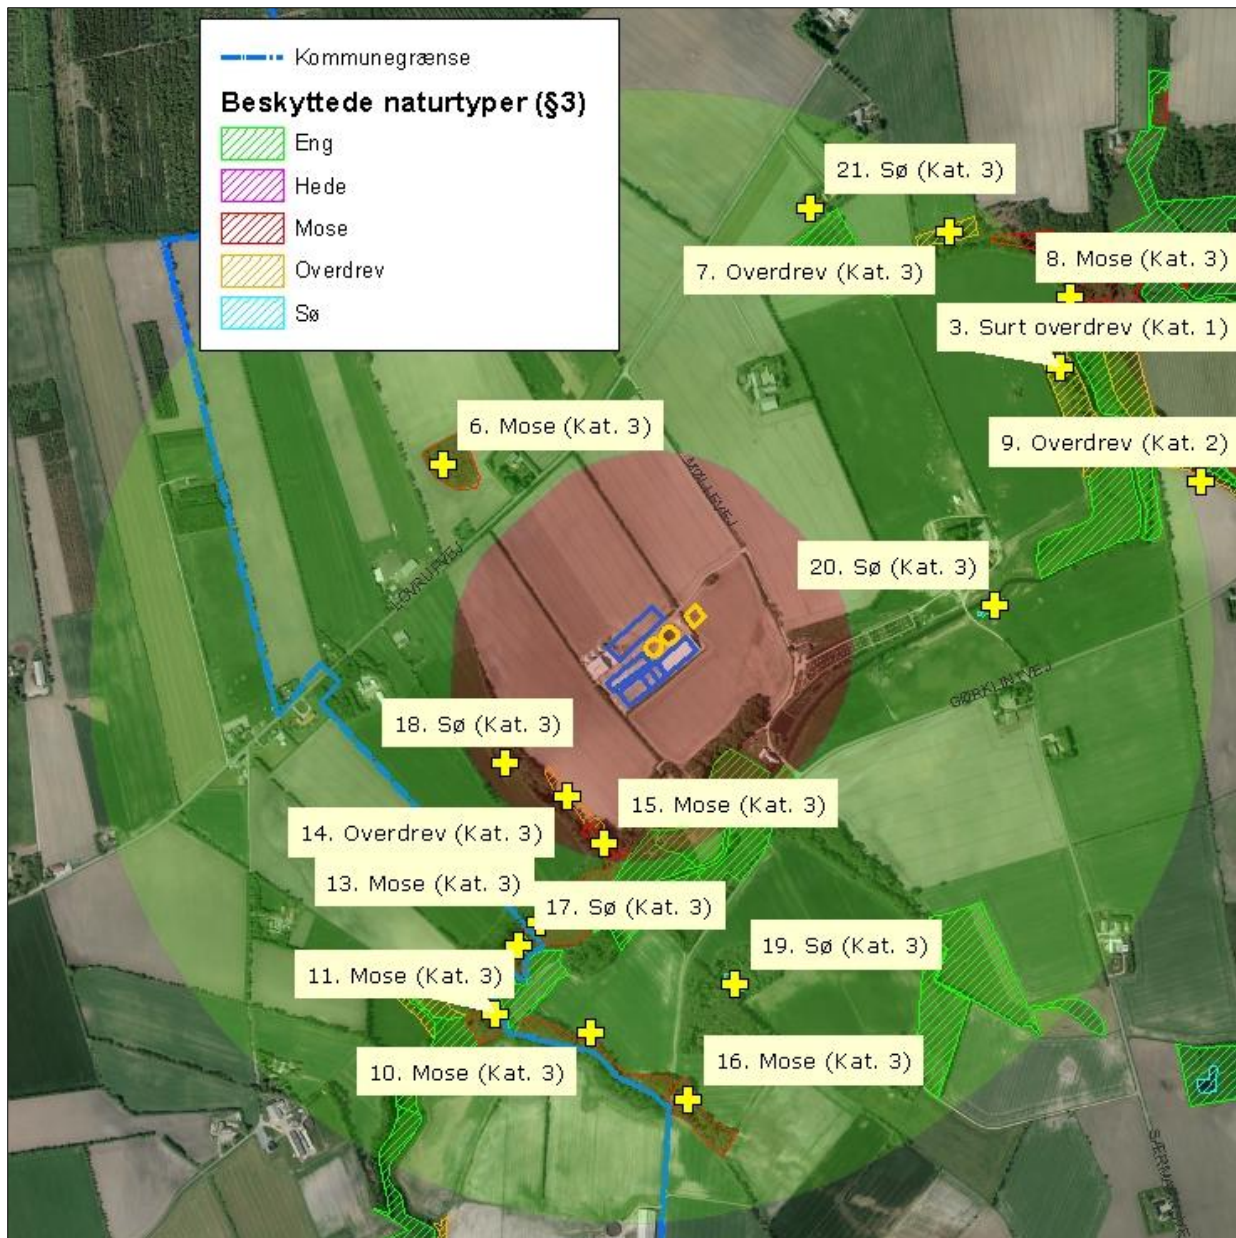 Kommunegrænse
Beskyttede naturtyper (§3)
Eng
Hede
Mose
Overdrev
Sø
21. Sø (Kat. 3)
7. Overdrev (Kat. 3)
8. Mose (Kat. 3)
3. Surt overdrev (Kat. 1)
6. Mose (Kat. 3)
9. Overdrev (Kat. 2)
LOVRUPVEJ
20. Sø (Kat. 3)
GØRKLINTVEJ
18. Sø (Kat. 3)
15. Mose (Kat. 3)
14. Overdrev (Kat. 3)
13. Mose (Kat. 3)
17. Sø (Kat. 3)
19. Sø (Kat. 3)
11. Mose (Kat. 3)
10. Mose (Kat. 3)
16. Mose (Kat. 3)